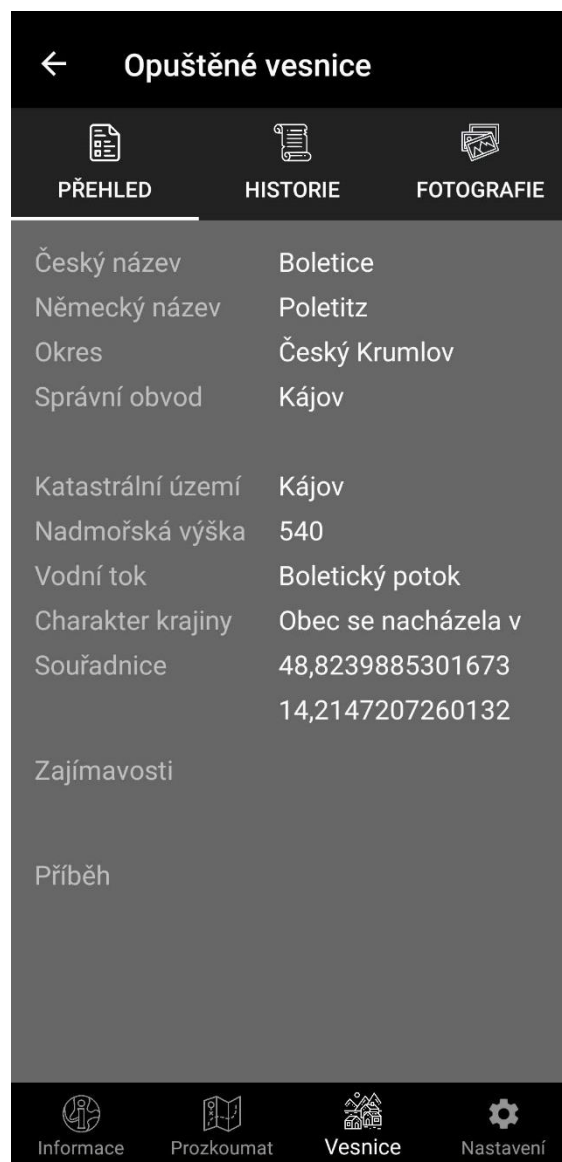 Opuštěné vesnice
PŘEHLED HISTORIE FOTOGRAFIE
Český název Boletice
Německý název Poletitz
Okres Český Krumlov
Správní obvod Kájov
Katastrální území Kájov
Nadmořská výška 540
Vodní tok Boletický potok
Charakter krajiny Obec se nacházela v
Souřadnice 48,8239885301673
14,2147207260132
Zajímavosti
Příběh
Informace Prozkoumat Vesnice Nastavení